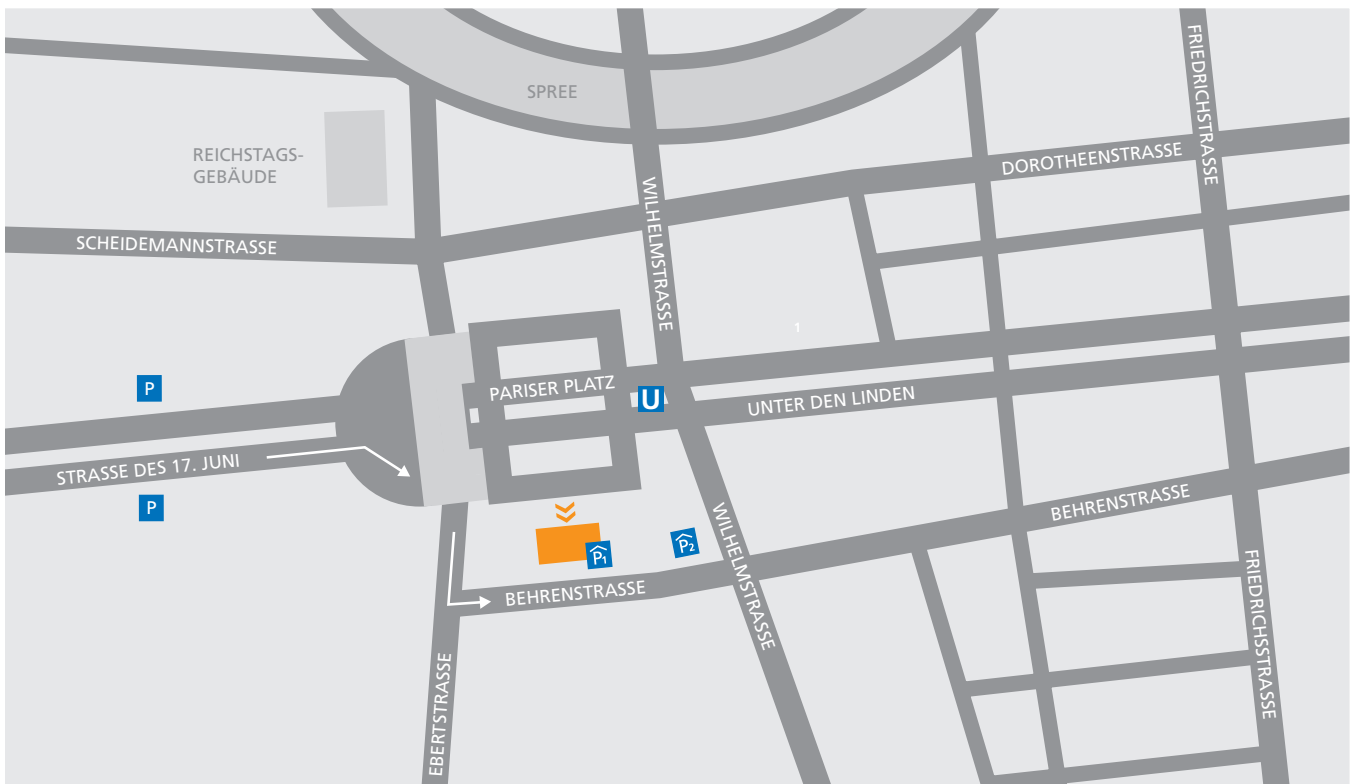 FRIEDRICHSTRASSE
SPREE
DOROTHEENSTRASSE
REICHSTAGS-
GEBÄUDE
WILHELMSTRASSE
SCHEIDEMANNSTRASSE
1
P
PARISER PLATZ
U
UNTER DEN LINDEN
STRASSE DES 17. JUNI
P
BEHRENSTRASSE
WILHELMSTRASSE
P1
P2
BEHRENSTRASSE
FRIEDRICHSSTRASSE
EBERTSTRASSE